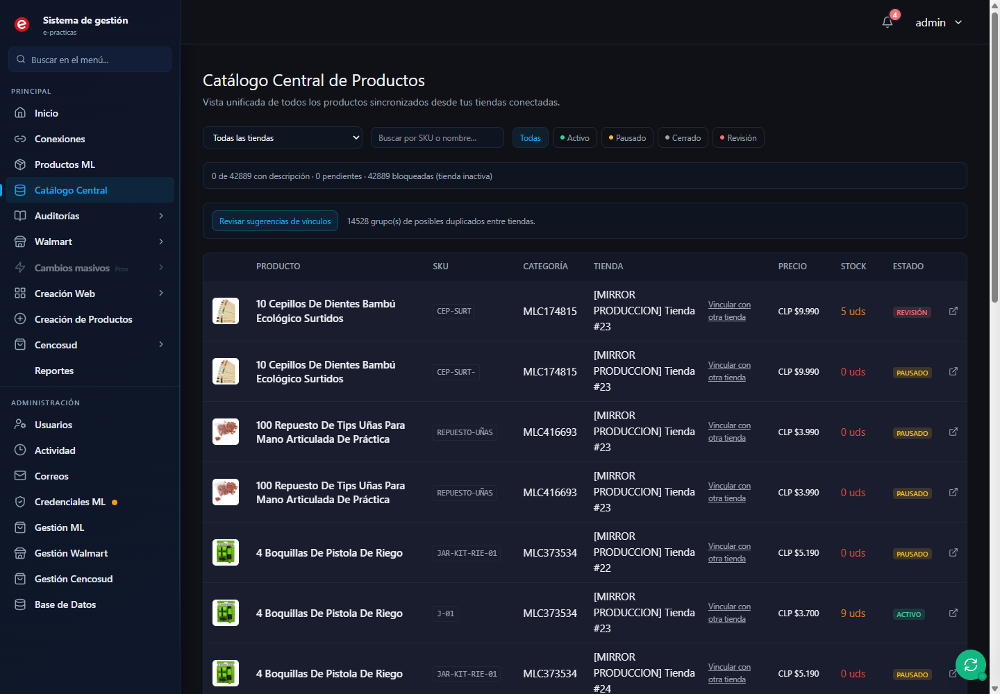 Sistema de gestión
e-practicas
Buscar en el menú...
PRINCIPAL
Inicio
Conexiones
Productos ML
Catálogo Central
Auditorías
Walmart
Cambios masivos Prox
Creación Web
Creación de Productos
Cencosud
Reportes
ADMINISTRACIÓN
Usuarios
Actividad
Correos
Credenciales ML
Gestión ML
Gestión Walmart
Gestión Cencosud
Base de Datos
4
admin
Catálogo Central de Productos
Vista unificada de todos los productos sincronizados desde tus tiendas conectadas.
Todas las tiendas
Buscar por SKU o nombre...
Todas
Activo
Pausado
Cerrado
Revisión
0 de 42889 con descripción · 0 pendientes · 42889 bloqueadas (tienda inactiva)
Revisar sugerencias de vínculos
14528 grupo(s) de posibles duplicados entre tiendas.
PRODUCTO SKU CATEGORÍA TIENDA PRECIO STOCK ESTADO
10 Cepillos De Dientes Bambú
Ecológico Surtidos
CEP-SURT
MLC174815
[MIRROR
PRODUCCION] Tienda
#23
Vincular con
otra tienda
CLP $9.990
5 uds
REVISIÓN
10 Cepillos De Dientes Bambú
Ecológico Surtidos
CEP-SURT-
MLC174815
[MIRROR
PRODUCCION] Tienda
#23
Vincular con
otra tienda
CLP $9.990
0 uds
PAUSADO
100 Repuesto De Tips Uñas Para
Mano Articulada De Práctica
REPUESTO-UÑAS
MLC416693
[MIRROR
PRODUCCION] Tienda
#23
Vincular con
otra tienda
CLP $3.990
0 uds
PAUSADO
100 Repuesto De Tips Uñas Para
Mano Articulada De Práctica
REPUESTO-UÑAS
MLC416693
[MIRROR
PRODUCCION] Tienda
#23
Vincular con
otra tienda
CLP $3.990
0 uds
PAUSADO
4 Boquillas De Pistola De Riego
JAR-KIT-RIE-01
MLC373534
[MIRROR
PRODUCCION] Tienda
#22
Vincular con
otra tienda
CLP $5.190
0 uds
PAUSADO
4 Boquillas De Pistola De Riego
J-01
MLC373534
[MIRROR
PRODUCCION] Tienda
#23
Vincular con
otra tienda
CLP $3.700
9 uds
ACTIVO
4 Boquillas De Pistola De Riego
JAR-KIT-RIE-01
MLC373534
[MIRROR
PRODUCCION] Tienda
#24
Vincular con
otra tienda
CLP $5.190
0 uds
PAUSADO